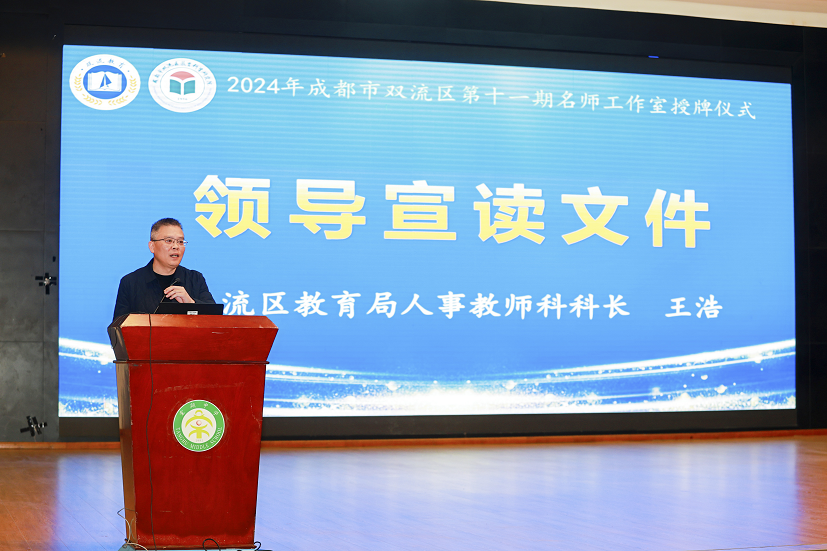 2024年成都市双流区第十一期名师工作室授牌仪式
领导宣读文件
流区教育局人事教师科科长 王浩